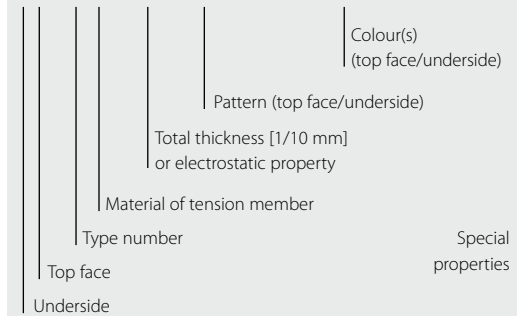 Colour(s)
(top face/underside)
Pattern (top face/underside)
Total thickness [1/10 mm]
or electrostatic property
Material of tension member
Type number
Special
properties
Top face
Underside